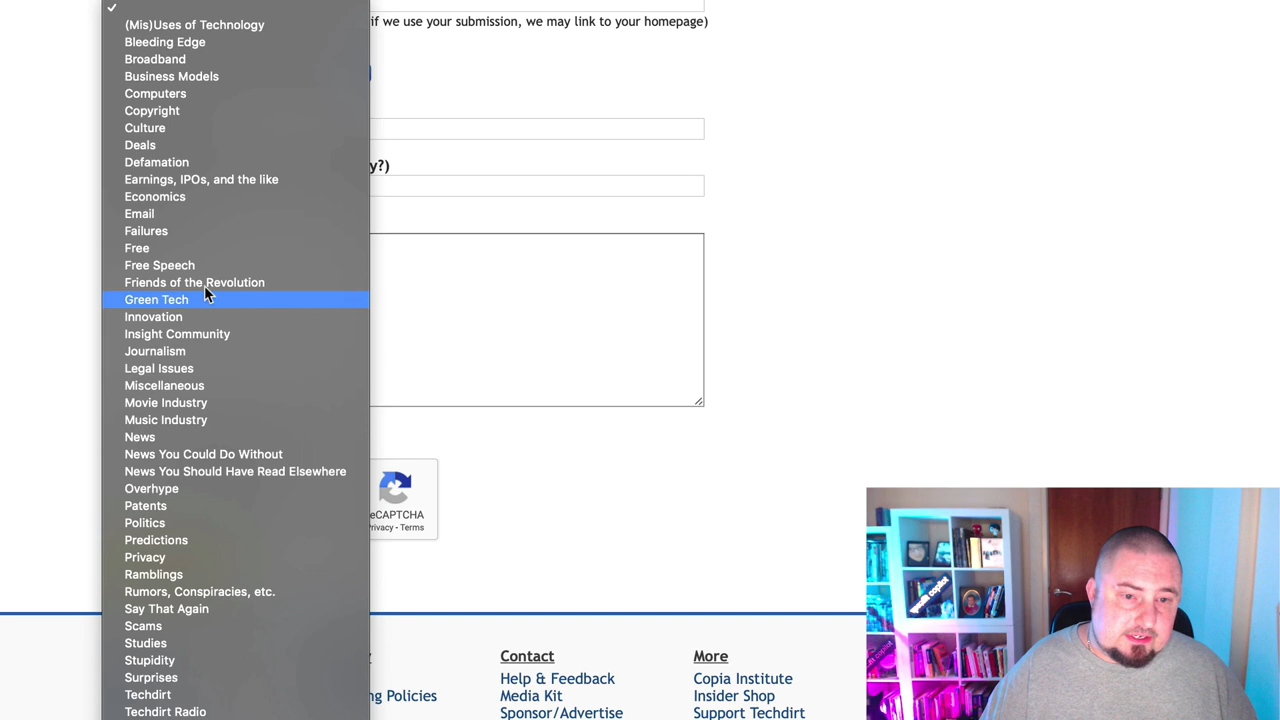 ✓
if we use your submission, we may link to your homepage)
(Mis)Uses of Technology
Bleeding Edge
Broadband
Business Models
Computers
Copyright
Culture
Deals
Defamation
y?)
Earnings, IPOs, and the like
Economics
Email
Failures
Free
Free Speech
Friends of the Revolution
Green Tech
Innovation
Insight Community
Journalism
Legal Issues
Miscellaneous
Movie Industry
Music Industry
News
News You Could Do Without
News You Should Have Read Elsewhere
Overhype
Patents
Politics
Predictions
Privacy
Ramblings
Rumors, Conspiracies, etc.
Say That Again
Scams
Studies
Stupidity
Surprises
Techdirt
Techdirt Radio
eCAPTCHA
Privacy - Terms
y
ng Policies
Contact
Help & Feedback
Media Kit
Sponsor/Advertise
More
Copia Institute
Insider Shop
Support Techdirt